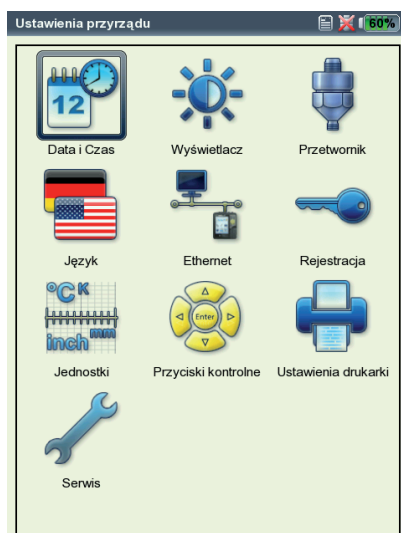 Ustawienia przyrządu 60%
12
Data i Czas Wyświetlacz Przetwornik
Język Ethernet Rejestracja
°C K
inch mm
Enter
Jednostki Przyciski kontrolne Ustawienia drukarki
Serwis